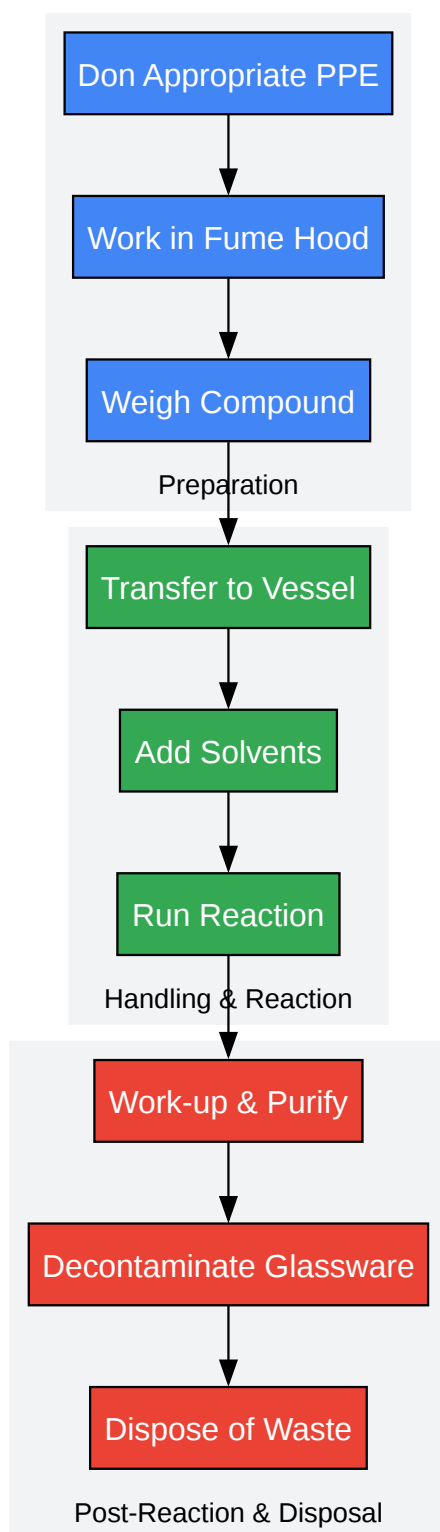 Don Appropriate PPE
Work in Fume Hood
Weigh Compound
Preparation
Transfer to Vessel
Add Solvents
Run Reaction
Handling & Reaction
Work-up & Purify
Decontaminate Glassware
Dispose of Waste
Post-Reaction & Disposal